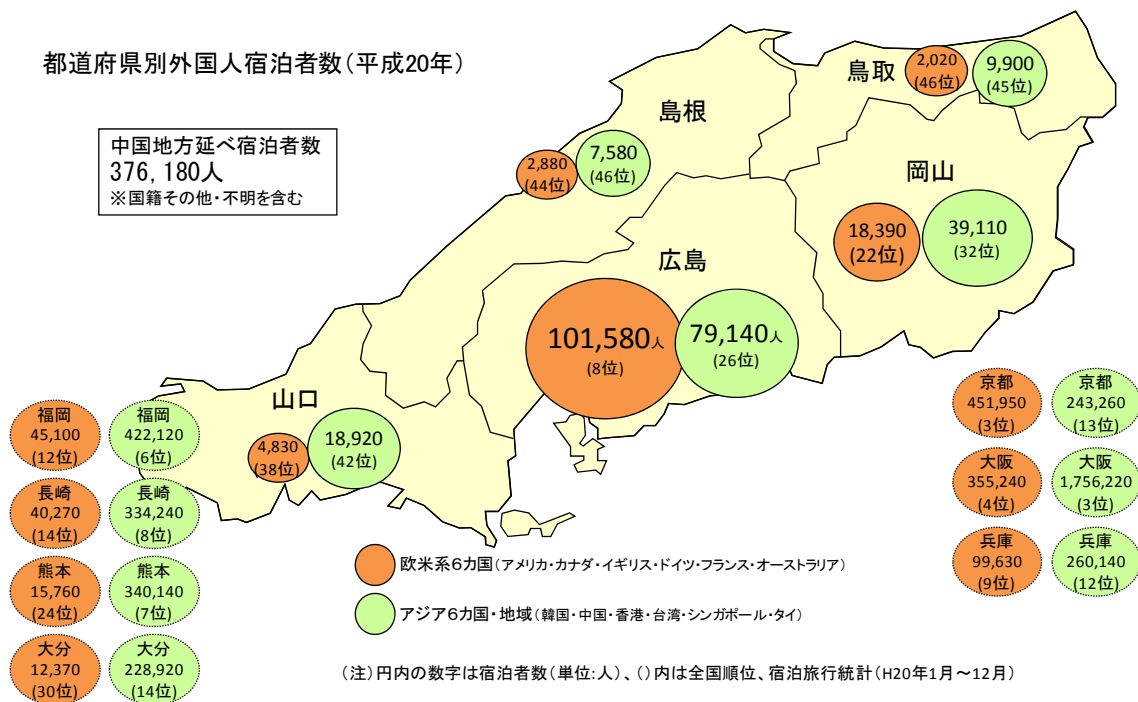 都道府県別外国人宿泊者数(平成20年)
中国地方延べ宿泊者数
376,180人
※国籍その他・不明を含む
鳥取
2,020
(46位)
9,900
(45位)
島根
2,880
(44位)
7,580
(46位)
岡山
18,390
(22位)
39,110
(32位)
広島
101,580人
(8位)
79,140人
(26位)
山口
4,830
(38位)
18,920
(42位)
福岡
45,100
(12位)
福岡
422,120
(6位)
長崎
40,270
(14位)
長崎
334,240
(8位)
熊本
15,760
(24位)
熊本
340,140
(7位)
大分
12,370
(30位)
大分
228,920
(14位)
京都
451,950
(3位)
京都
243,260
(13位)
大阪
355,240
(4位)
大阪
1,756,220
(3位)
兵庫
99,630
(9位)
兵庫
260,140
(12位)
欧米系6カ国(アメリカ・カナダ・イギリス・ドイツ・フランス・オーストラリア)
アジア6カ国・地域(韓国・中国・香港・台湾・シンガポール・タイ)
(注)円内の数字は宿泊者数(単位:人)、()内は全国順位、宿泊旅行統計(H20年1月～12月)